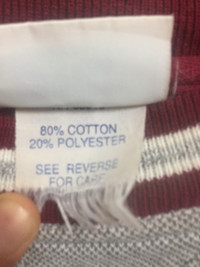 80% COTTON
20% POLYESTER
SEE REVERSE
FOR CARE